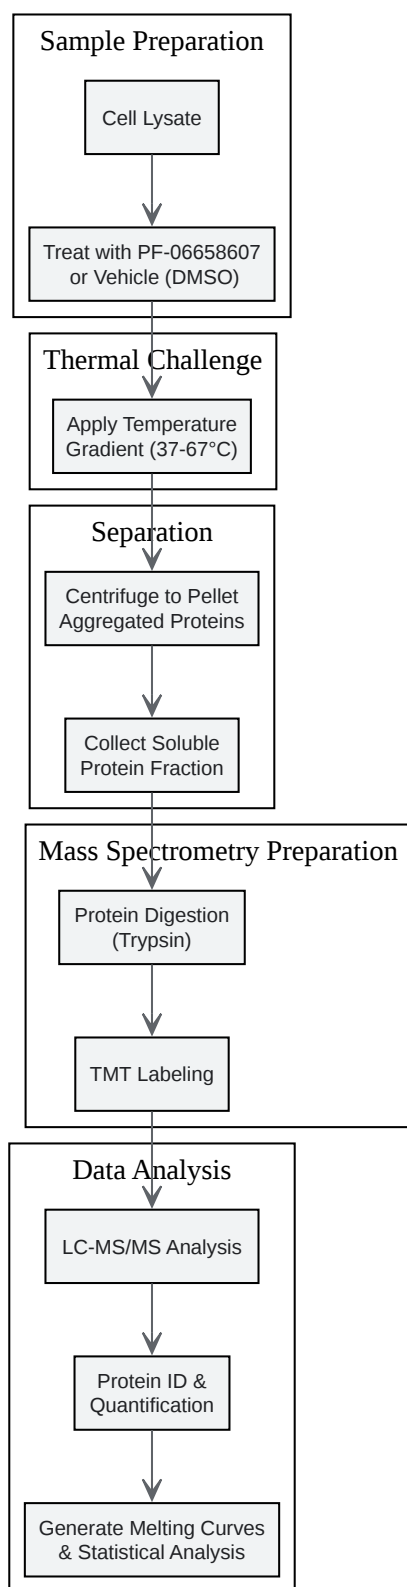 Sample Preparation
Cell Lysate
Treat with PF-06658607
or Vehicle (DMSO)
Thermal Challenge
Apply Temperature
Gradient (37-67°C)
Separation
Centrifuge to Pellet
Aggregated Proteins
Collect Soluble
Protein Fraction
Mass Spectrometry Preparation
Protein Digestion
(Trypsin)
TMT Labeling
Data Analysis
LC-MS/MS Analysis
Protein ID &
Quantification
Generate Melting Curves
& Statistical Analysis